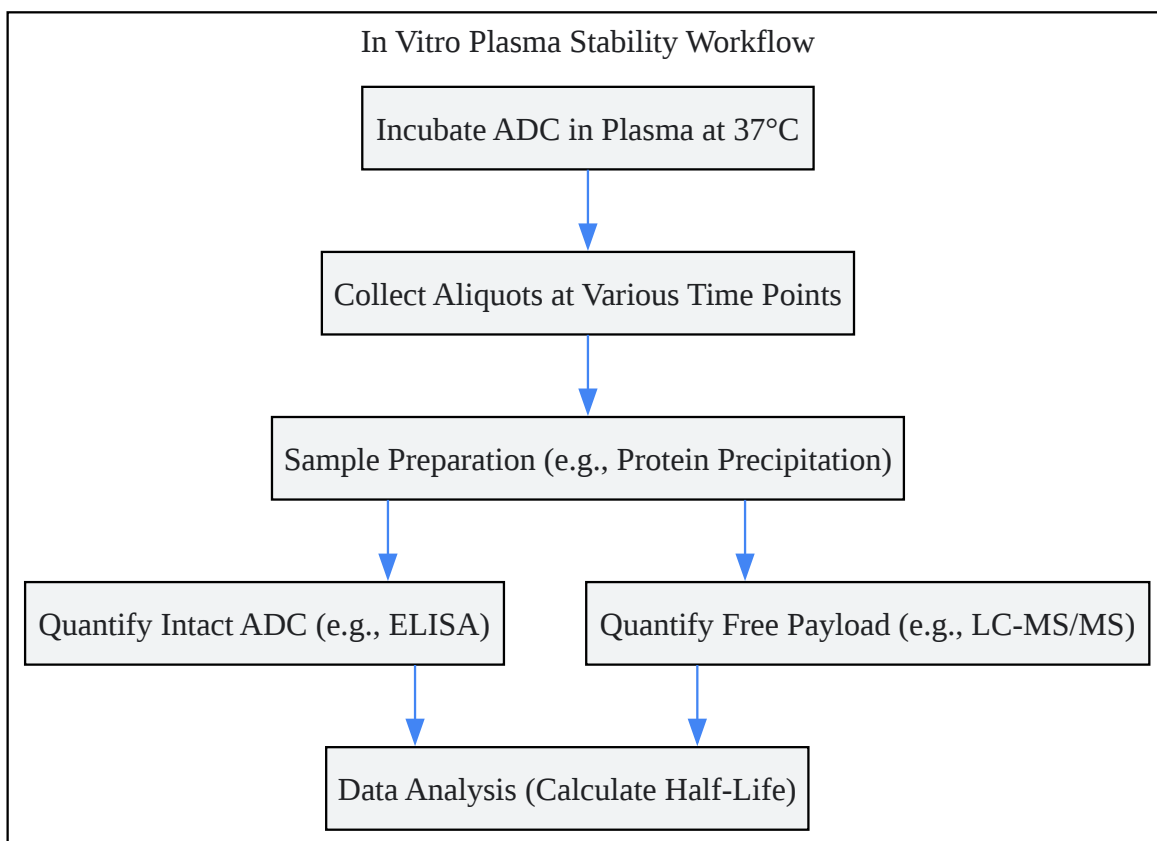 In Vitro Plasma Stability Workflow
Incubate ADC in Plasma at 37°C
Collect Aliquots at Various Time Points
Sample Preparation (e.g., Protein Precipitation)
Quantify Intact ADC (e.g., ELISA)
Quantify Free Payload (e.g., LC-MS/MS)
Data Analysis (Calculate Half-Life)